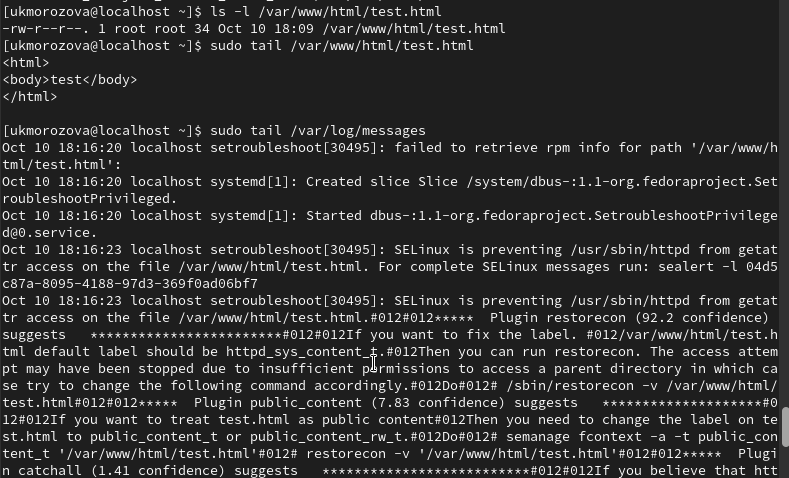 [ukmorozova@localhost ~]$ ls -l /var/www/html/test.html
-rw-r--r--. 1 root root 34 Oct 10 18:09 /var/www/html/test.html
[ukmorozova@localhost ~]$ sudo tail /var/www/html/test.html
<html>
<body>test</body>
</html>
[ukmorozova@localhost ~]$ sudo tail /var/log/messages
Oct 10 18:16:20 localhost setroubleshoot[30495]: failed to retrieve rpm info for path '/var/www/h
tml/test.html':
Oct 10 18:16:20 localhost systemd[1]: Created slice Slice /system/dbus-:1.1-org.fedoraproject.Set
roubleshootPrivileged.
Oct 10 18:16:20 localhost systemd[1]: Started dbus-:1.1-org.fedoraproject.SetroubleshootPrivilege
d@0.service.
Oct 10 18:16:23 localhost setroubleshoot[30495]: SELinux is preventing /usr/sbin/httpd from getat
tr access on the file /var/www/html/test.html. For complete SELinux messages run: sealert -l 04d5
c87a-8095-4188-97d3-369f0ad06bf7
Oct 10 18:16:23 localhost setroubleshoot[30495]: SELinux is preventing /usr/sbin/httpd from getat
tr access on the file /var/www/html/test.html.#012#012*****  Plugin restorecon (92.2 confidence)
suggests   ************************#012#012If you want to fix the label. #012/var/www/html/test.h
tml default label should be httpd_sys_content_t.#012Then you can run restorecon. The access attem
pt may have been stopped due to insufficient permissions to access a parent directory in which ca
se try to change the following command accordingly.#012Do#012# /sbin/restorecon -v /var/www/html/
test.html#012#012*****  Plugin public_content (7.83 confidence) suggests   ********************#0
12#012If you want to treat test.html as public content#012Then you need to change the label on te
st.html to public_content_t or public_content_rw_t.#012Do#012# semanage fcontext -a -t public_con
tent_t '/var/www/html/test.html'#012# restorecon -v '/var/www/html/test.html'#012#012*****  Plugi
n catchall (1.41 confidence) suggests   **************************#012#012If you believe that htt